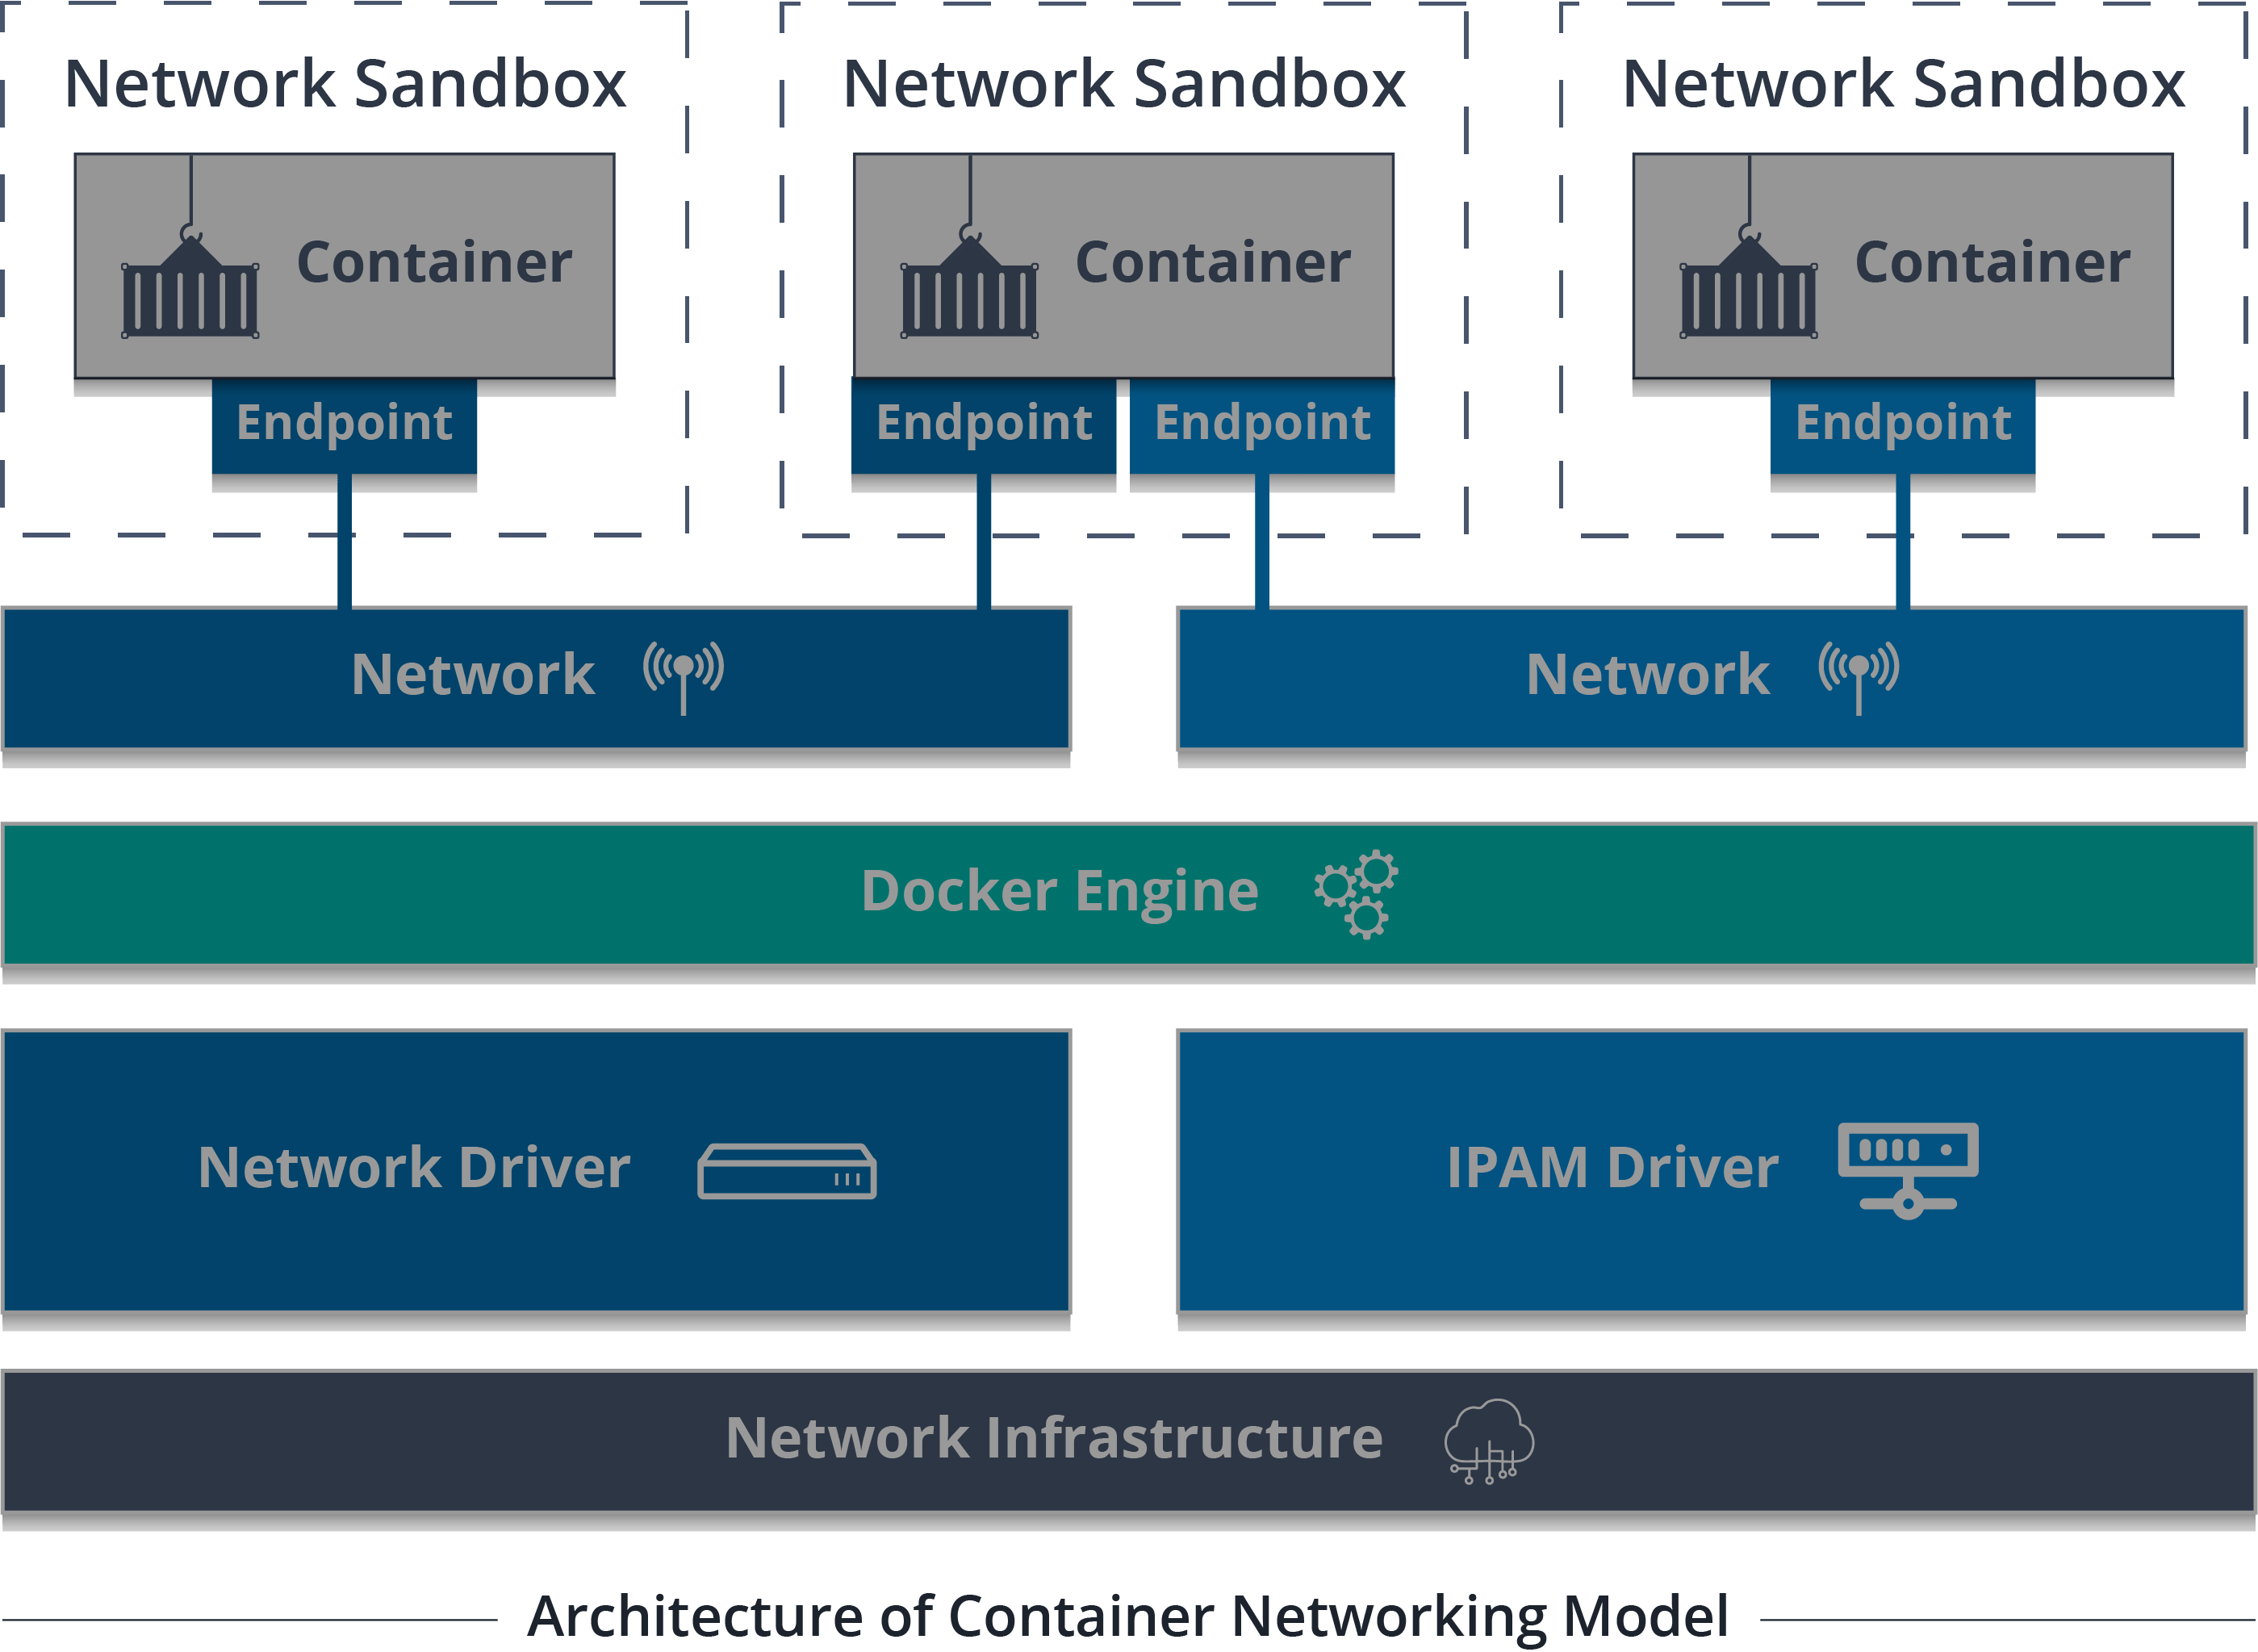 Network Sandbox
Network Sandbox
Network Sandbox
Container
Container
Container
Endpoint
Endpoint
Endpoint
Endpoint
Network
Network
Docker Engine
Network Driver
IPAM Driver
Network Infrastructure
Architecture of Container Networking Model